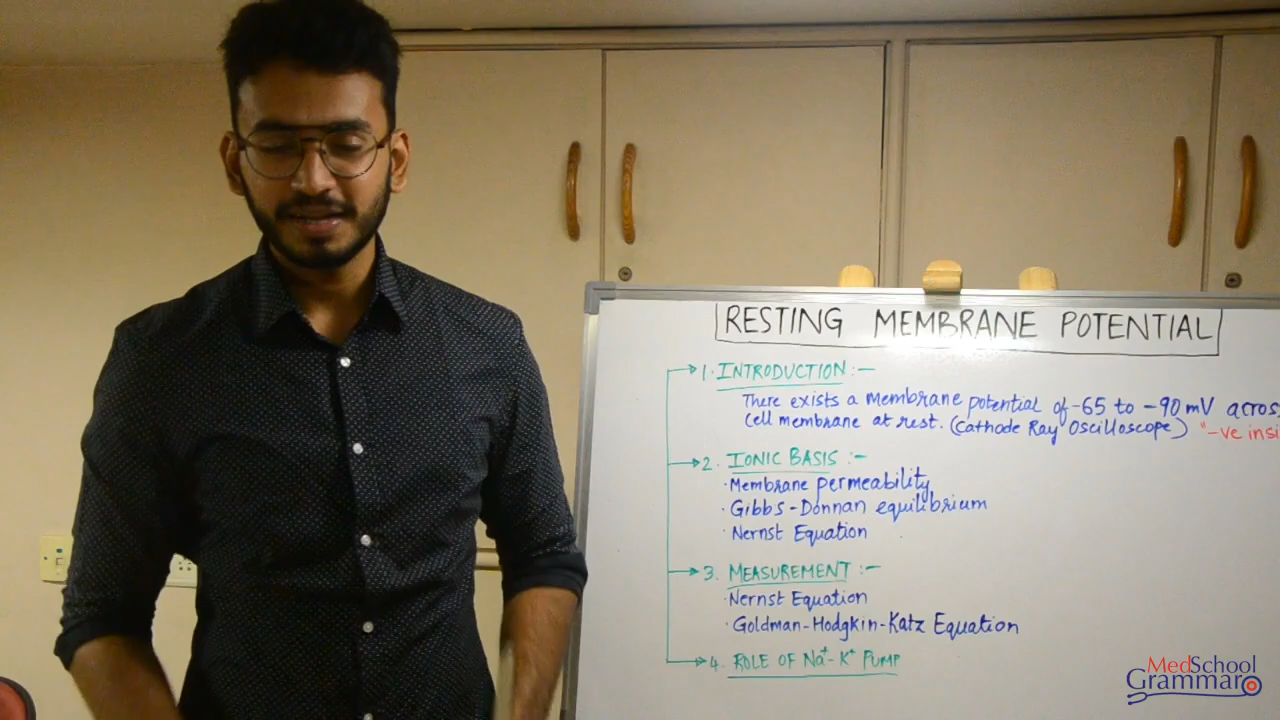 RESTING MEMBRANE POTENTIAL
1. INTRODUCTION :-
There exists a membrane potential of -65 to -90 mV acros
Cell membrane at rest. (Cathode Ray Oscilloscope) "-ve insi
2. IONIC BASIS :-
· Membrane permeability
· Gibbs-Donnan equilibrium
· Nernst Equation
3. MEASUREMENT :-
· Nernst Equation
· Goldman-Hodgkin-Katz Equation
4. ROLE OF Na⁺-K⁺ PUMP
MedSchool
Grammar